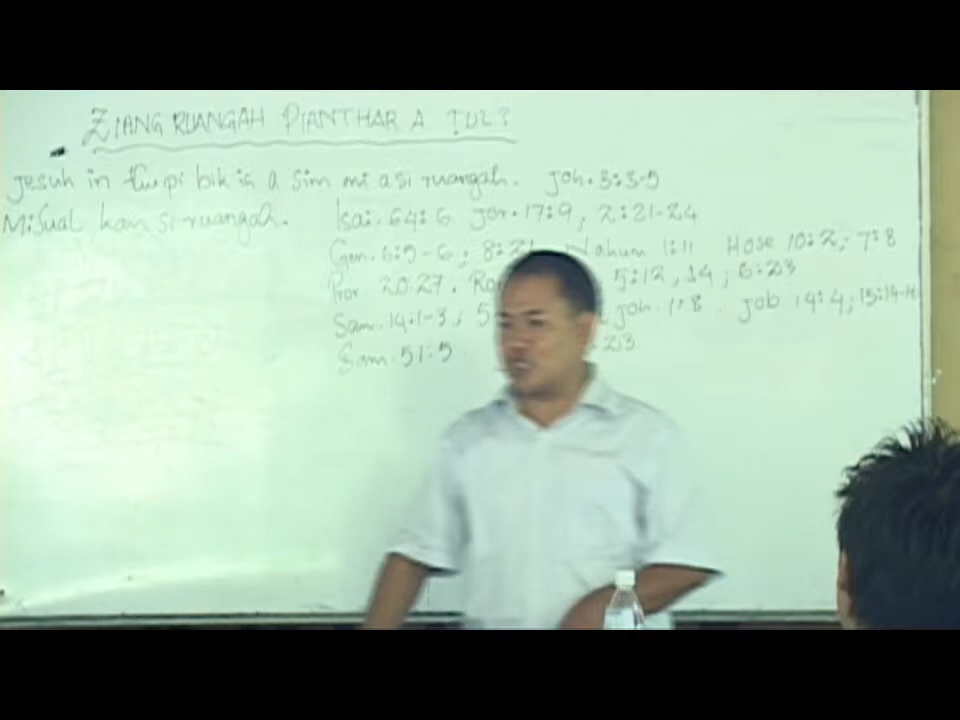 ZIANG RUANGAH PIANTHAR A TUL?
Jesuh in thupi bik in a sim mi a si ruangah. Joh. 3:3-5
Misual kan si ruangah. Isai. 64:6 Jer. 17:9, 2:21-24
Gen. 6:5-6; 8:21 Nahum 1:11 Hose 10:2; 7:8
Prov 20:27. 5:12, 14; 6:23
Sam. 14:1-3; 5 Joh. 1:8. Job 14:4; 15:14-16
Sam. 51:5 23